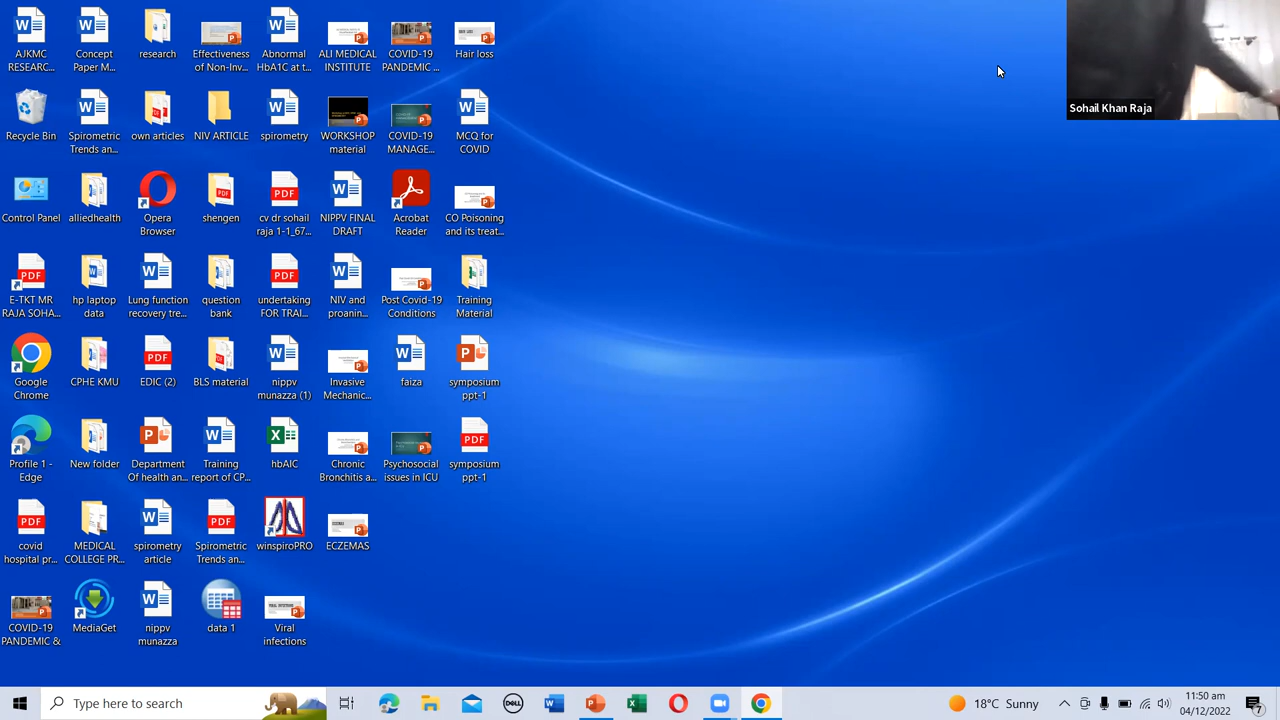 AJKMC
RESEARC...
Concept
Paper M...
research
Effectiveness
of Non-Inv...
Abnormal
HbA1C at t...
ALI MEDICAL
INSTITUTE
COVID-19
PANDEMIC ...
Hair loss
Sohail Khan Raja
Recycle Bin
Spirometric
Trends an...
own articles
NIV ARTICLE
spirometry
WORKSHOP
material
COVID-19
MANAGE...
MCQ for
COVID
Control Panel
alliedhealth
Opera
Browser
shengen
cv dr sohail
raja 1-1_67...
NIPPV FINAL
DRAFT
Acrobat
Reader
CO Poisoning
and its treat...
E-TKT MR
RAJA SOHA...
hp laptop
data
Lung function
recovery tre...
question
bank
undertaking
FOR TRAI...
NIV and
proanin...
Post Covid-19
Conditions
Training
Material
Google
Chrome
CPHE KMU
EDIC (2)
BLS material
nippv
munazza (1)
Invasive
Mechanic...
faiza
symposium
ppt-1
Profile 1 -
Edge
New folder
Department
Of health an...
Training
report of CP...
hbAIC
Chronic
Bronchitis a...
Psychosocial
issues in ICU
symposium
ppt-1
covid
hospital pr...
MEDICAL
COLLEGE PR...
spirometry
article
Spirometric
Trends an...
winspiroPRO
ECZEMAS
COVID-19
PANDEMIC &
MediaGet
nippv
munazza
data 1
Viral
infections
Type here to search
DELL
Sunny
11:50 am
04/12/2022
7